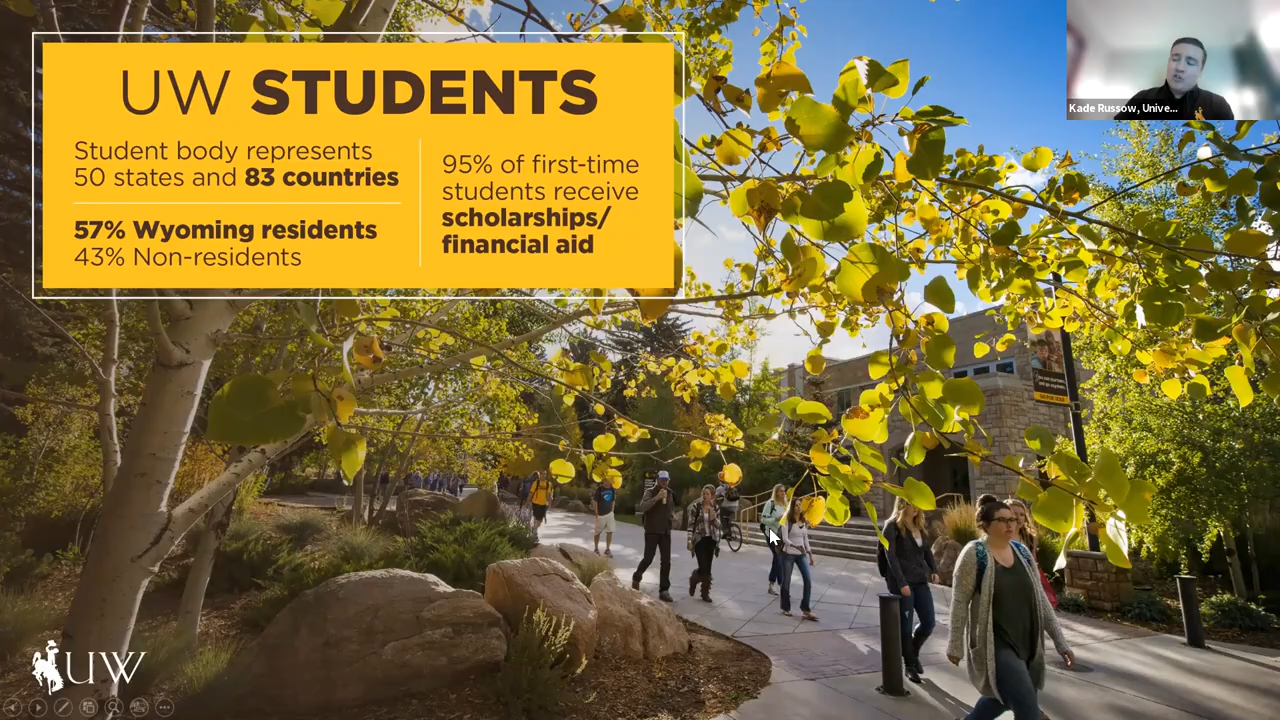 UW STUDENTS
Student body represents
50 states and 83 countries
57% Wyoming residents
43% Non-residents
95% of first-time
students receive
scholarships/
financial aid
Kade Russow, Unive...
UW